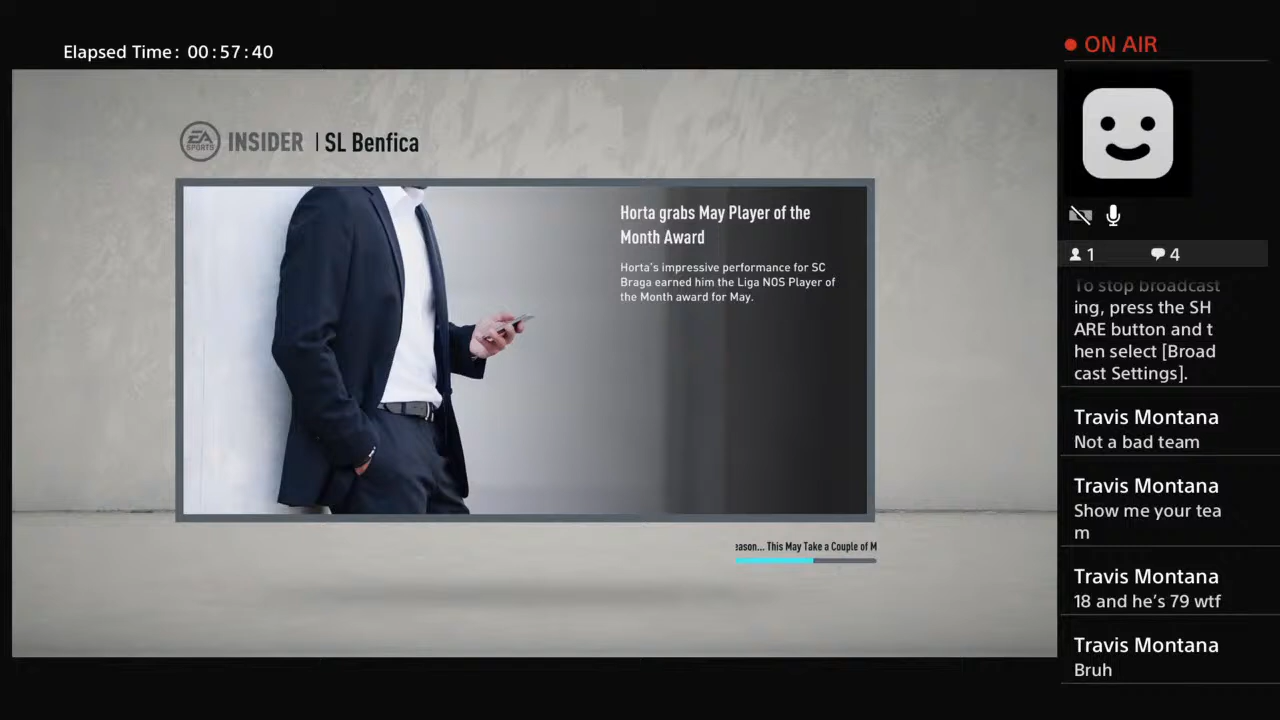 Elapsed Time: 00:57:40
ON AIR
EA
SPORTS
INSIDER | SL Benfica
Horta grabs May Player of the
Month Award
Horta's impressive performance for SC
Braga earned him the Liga NOS Player of
the Month award for May.
eason... This May Take a Couple of M
1
4
To stop broadcast
ing, press the SH
ARE button and t
hen select [Broad
cast Settings].
Travis Montana
Not a bad team
Travis Montana
Show me your tea
m
Travis Montana
18 and he's 79 wtf
Travis Montana
Bruh